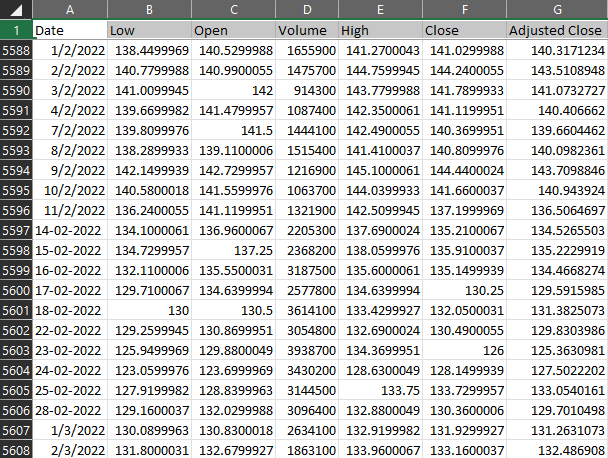 A B C D E F G
1 Date Low Open Volume High Close Adjusted Close
5588 1/2/2022 138.4499969 140.5299988 1655900 141.2700043 141.0299988 140.3171234
5589 2/2/2022 140.7799988 140.9900055 1475700 144.7599945 144.2400055 143.5108948
5590 3/2/2022 141.0099945 142 914300 143.7799988 141.7899933 141.0732727
5591 4/2/2022 139.6699982 141.4799957 1087400 142.3500061 141.1199951 140.406662
5592 7/2/2022 139.8099976 141.5 1444100 142.4900055 140.3699951 139.6604462
5593 8/2/2022 138.2899933 139.1100006 1515400 141.4100037 140.8099976 140.0982361
5594 9/2/2022 142.1499939 142.7299957 1216900 145.1000061 144.4400024 143.7098846
5595 10/2/2022 140.5800018 141.5599976 1063700 144.0399933 141.6600037 140.943924
5596 11/2/2022 136.2400055 141.1199951 1321900 142.5099945 137.1999969 136.5064697
5597 14-02-2022 134.1000061 136.9600067 2205300 137.6900024 135.2100067 134.5265503
5598 15-02-2022 134.7299957 137.25 2368200 138.0599976 135.9100037 135.2229919
5599 16-02-2022 132.1100006 135.5500031 3187500 135.6000061 135.1499939 134.4668274
5600 17-02-2022 129.7100067 134.6399994 2577800 134.6399994 130.25 129.5915985
5601 18-02-2022 130 130.5 3614100 133.4299927 132.0500031 131.3825073
5602 22-02-2022 129.2599945 130.8699951 3054800 132.6900024 130.4900055 129.8303986
5603 23-02-2022 125.9499969 129.8800049 3938700 134.3699951 126 125.3630981
5604 24-02-2022 123.0599976 123.6999969 3430200 128.6300049 128.1499939 127.5022202
5605 25-02-2022 127.9199982 128.8399963 3144500 133.75 133.7299957 133.0540161
5606 28-02-2022 129.1600037 132.0299988 3096400 132.8800049 130.3600006 129.7010498
5607 1/3/2022 130.0899963 130.8300018 2634100 132.9199982 131.9299927 131.2631073
5608 2/3/2022 131.8000031 132.6799927 1863100 133.9600067 133.1600037 132.486908